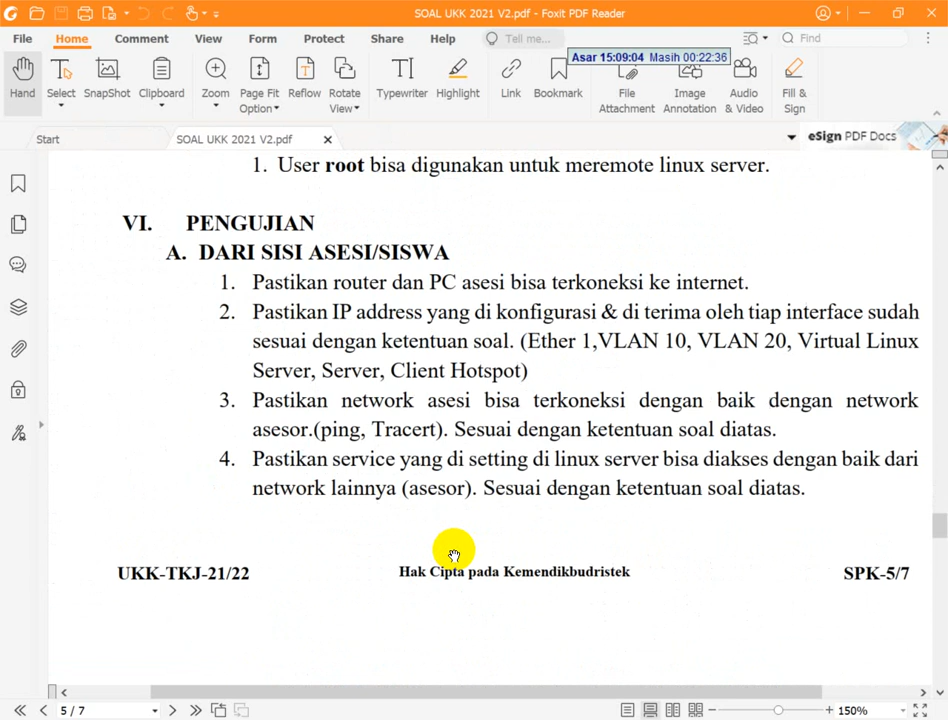 SOAL UKK 2021 V2.pdf - Foxit PDF Reader
File Home Comment View Form Protect Share Help Tell me... Find
Asar 15:09:04 Masih 00:22:36
Hand Select SnapShot Clipboard Zoom Page Fit Option Reflow Rotate View Typewriter Highlight Link Bookmark File Attachment Image Annotation Audio & Video Fill & Sign
Start SOAL UKK 2021 V2.pdf eSign PDF Docs
1. User root bisa digunakan untuk meremote linux server.
VI. PENGUJIAN
A. DARI SISI ASESI/SISWA
1. Pastikan router dan PC asesi bisa terkoneksi ke internet.
2. Pastikan IP address yang di konfigurasi & di terima oleh tiap interface sudah
sesuai dengan ketentuan soal. (Ether 1,VLAN 10, VLAN 20, Virtual Linux
Server, Server, Client Hotspot)
3. Pastikan network asesi bisa terkoneksi dengan baik dengan network
asesor.(ping, Tracert). Sesuai dengan ketentuan soal diatas.
4. Pastikan service yang di setting di linux server bisa diakses dengan baik dari
network lainnya (asesor). Sesuai dengan ketentuan soal diatas.
UKK-TKJ-21/22 Hak Cipta pada Kemendikbudristek SPK-5/7
5 / 7 150%